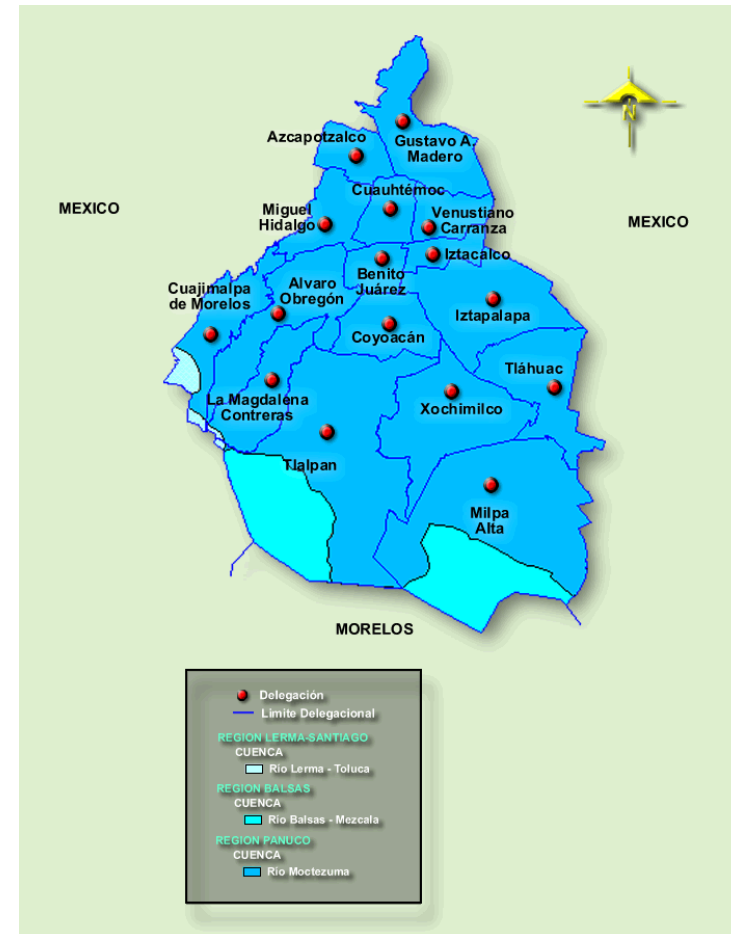 Azcapotzalco
Gustavo A.
Madero
N
Cuauhtémoc
MEXICO
Miguel
Hidalgo
Venustiano
Carranza
MEXICO
Iztacalco
Benito
Juárez
Cuajimalpa
de Morelos
Alvaro
Obregón
Iztapalapa
Coyoacán
Tláhuac
La Magdalena
Contreras
Xochimilco
Tlalpan
Milpa
Alta
MORELOS
Delegación
Limite Delegacional
REGION LERMA-SANTIAGO
CUENCA
Río Lerma - Toluca
REGION BALSAS
CUENCA
Río Balsas - Mezcala
REGION PANUCO
CUENCA
Río Moctezuma